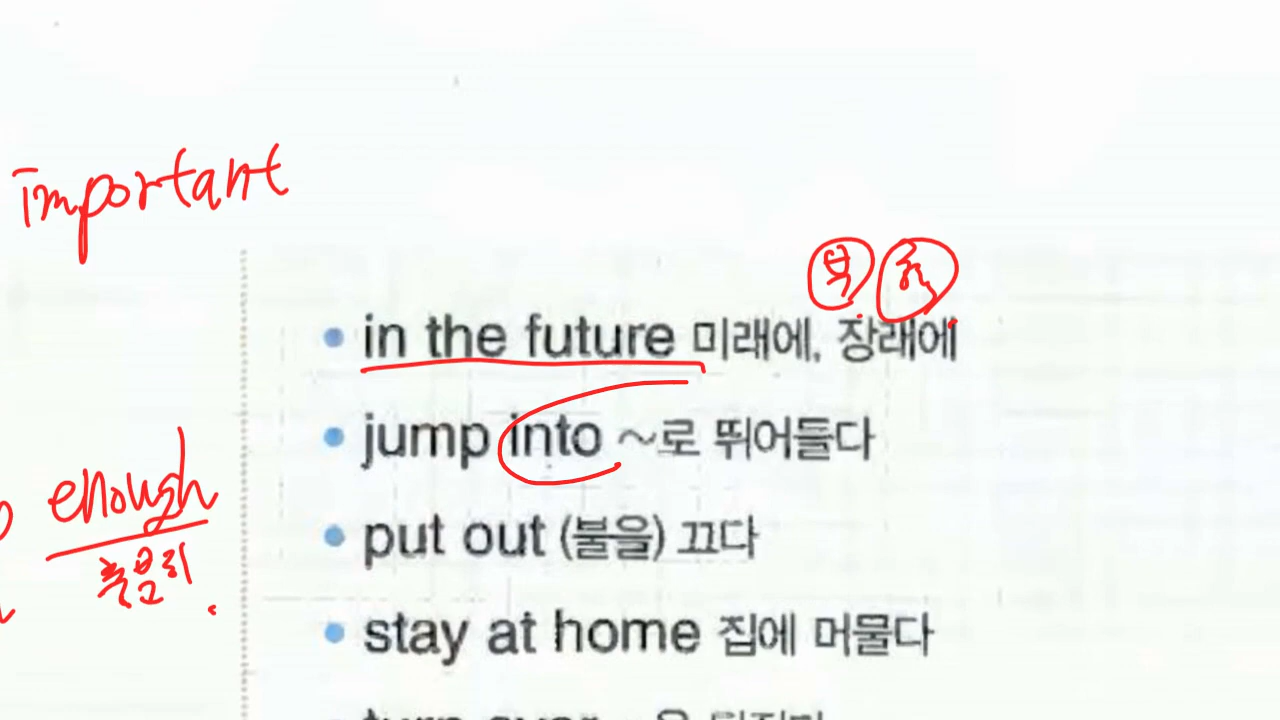 important
in the future 미래에, 장래에
jump into ~로 뛰어들다
enough
put out (불을) 끄다
충분히
stay at home 집에 머물다